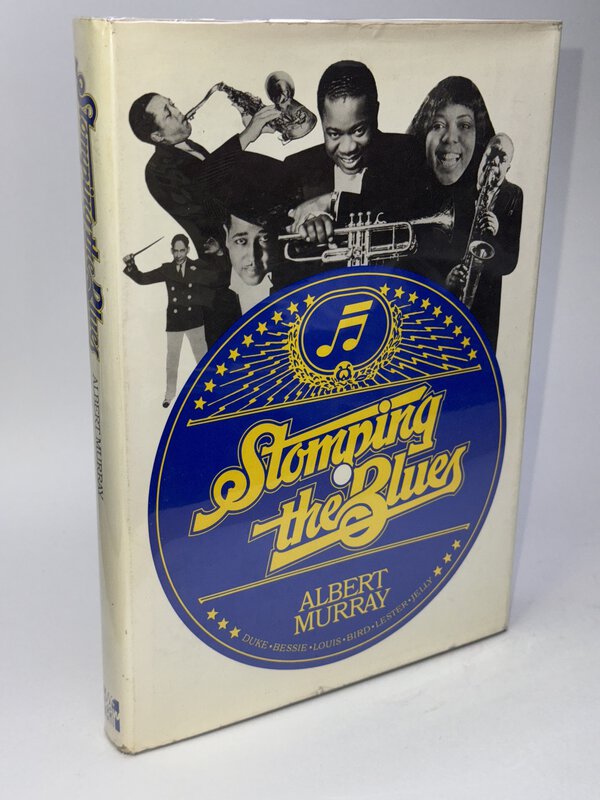 Stomping
the Blues
ALBERT
MURRAY
DUKE • BESSIE • LOUIS • BIRD • LESTER • JELLY
Stomping the Blues ALBERT MURRAY